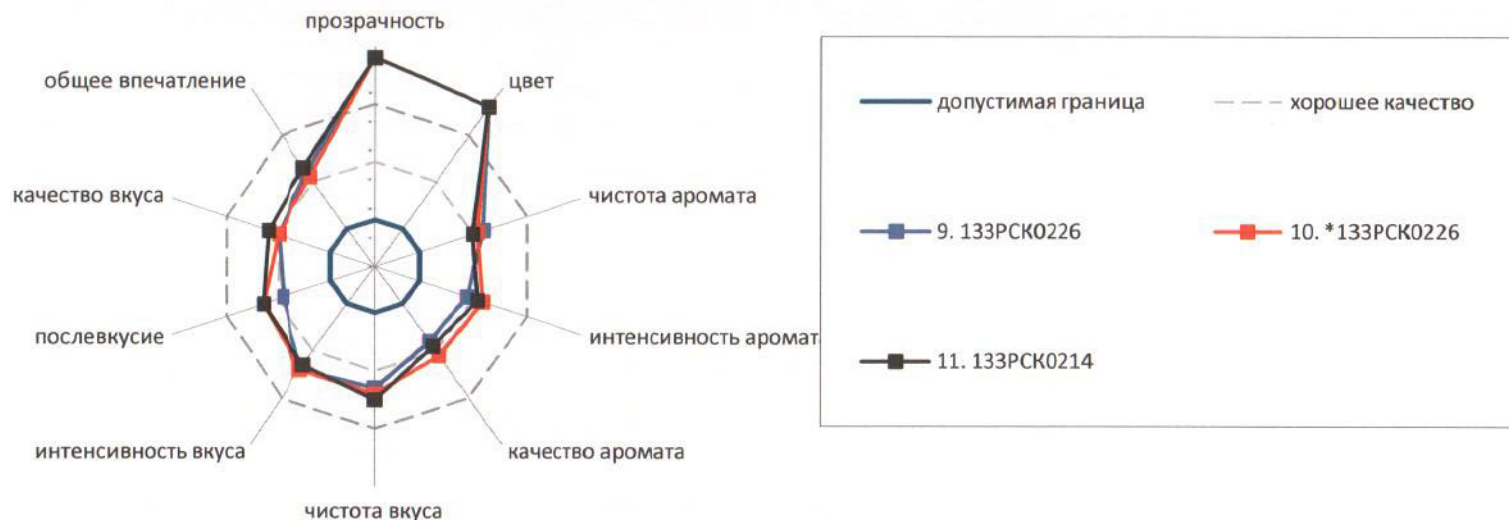 прозрачность
общее впечатление
цвет
качество вкуса
чистота аромата
послевкусие
интенсивность аромата
интенсивность вкуса
качество аромата
чистота вкуса
допустимая граница
хорошее качество
9. 133РСК0226
10. *133РСК0226
11. 133РСК0214